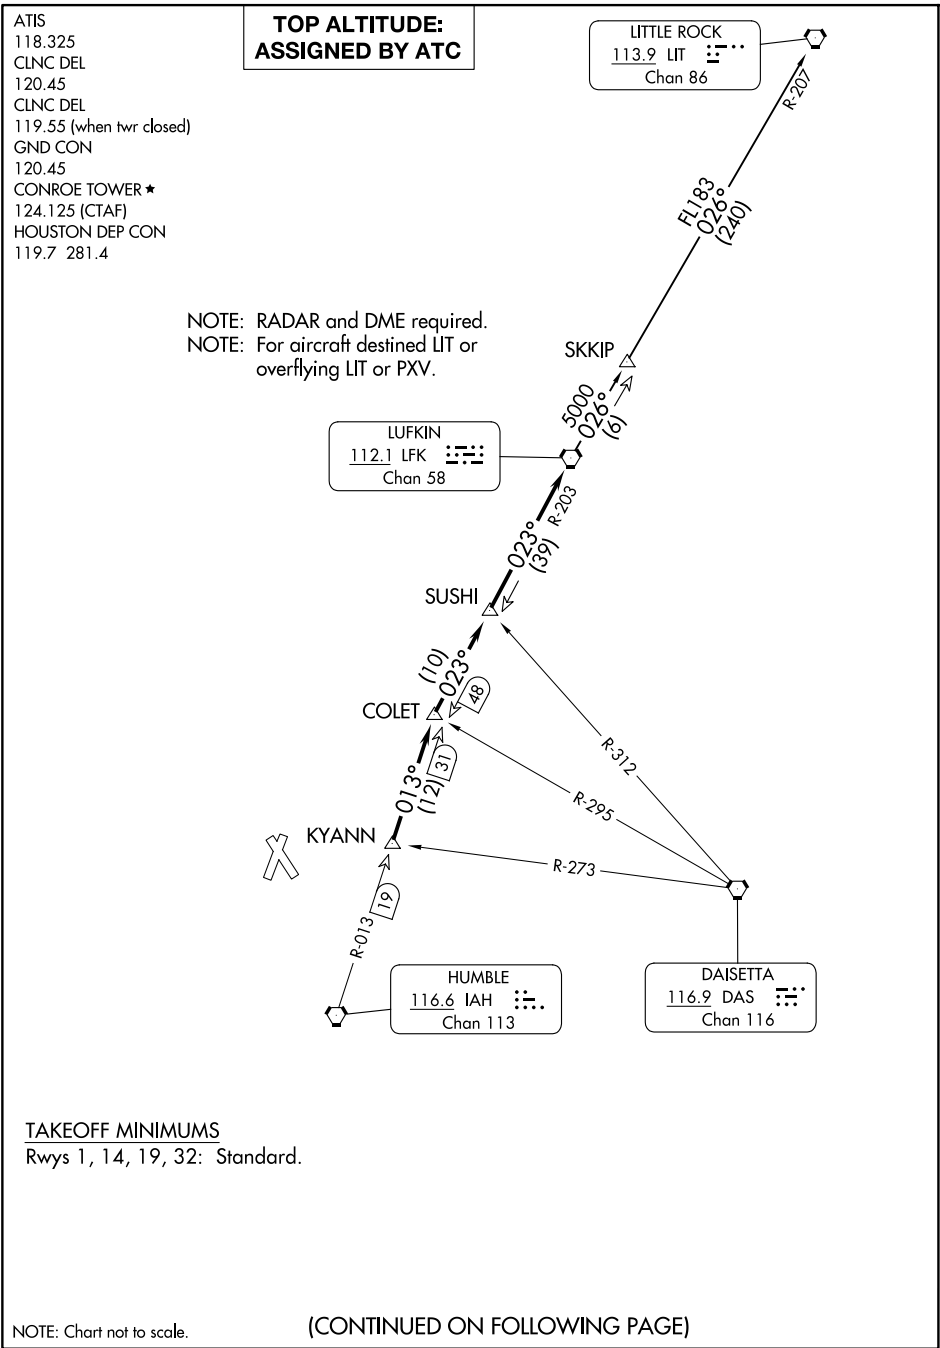 ATIS
118.325
CLNC DEL
120.45
CLNC DEL
119.55 (when twr closed)
GND CON
120.45
CONROE TOWER ★
124.125 (CTAF)
HOUSTON DEP CON
119.7 281.4
TOP ALTITUDE:
ASSIGNED BY ATC
LITTLE ROCK
113.9 LIT
Chan 86
R-207
FL183
026°
(240)
NOTE: RADAR and DME required.
NOTE: For aircraft destined LIT or
overflying LIT or PXV.
SKKIP
5000
026°
(6)
LUFKIN
112.1 LFK
Chan 58
R-203
023°
(39)
SUSHI
(10)
023°
48
COLET
31
013°
(12)
R-312
R-295
KYANN
R-273
19
R-013
HUMBLE
116.6 IAH
Chan 113
DAISETTA
116.9 DAS
Chan 116
TAKEOFF MINIMUMS
Rwys 1, 14, 19, 32: Standard.
NOTE: Chart not to scale.
(CONTINUED ON FOLLOWING PAGE)